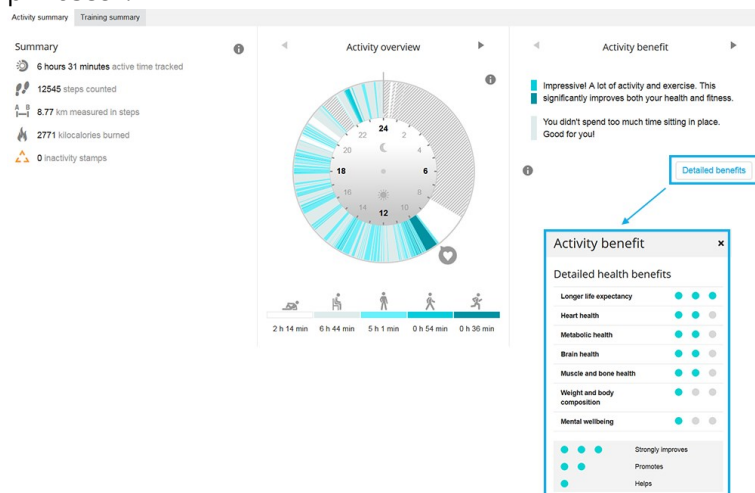 Activity summary Training summary
Summary
6 hours 31 minutes active time tracked
12545 steps counted
A B
8.77 km measured in steps
2771 kilocalories burned
0 inactivity stamps
Activity overview
24
22 2
20 4
18 6
16 8
14 10
12
2 h 14 min 6 h 44 min 5 h 1 min 0 h 54 min 0 h 36 min
Activity benefit
Impressive! A lot of activity and exercise. This
significantly improves both your health and fitness.
You didn't spend too much time sitting in place.
Good for you!
Detailed benefits
Activity benefit ×
Detailed health benefits
Longer life expectancy
Heart health
Metabolic health
Brain health
Muscle and bone health
Weight and body
composition
Mental wellbeing
Strongly improves
Promotes
Helps